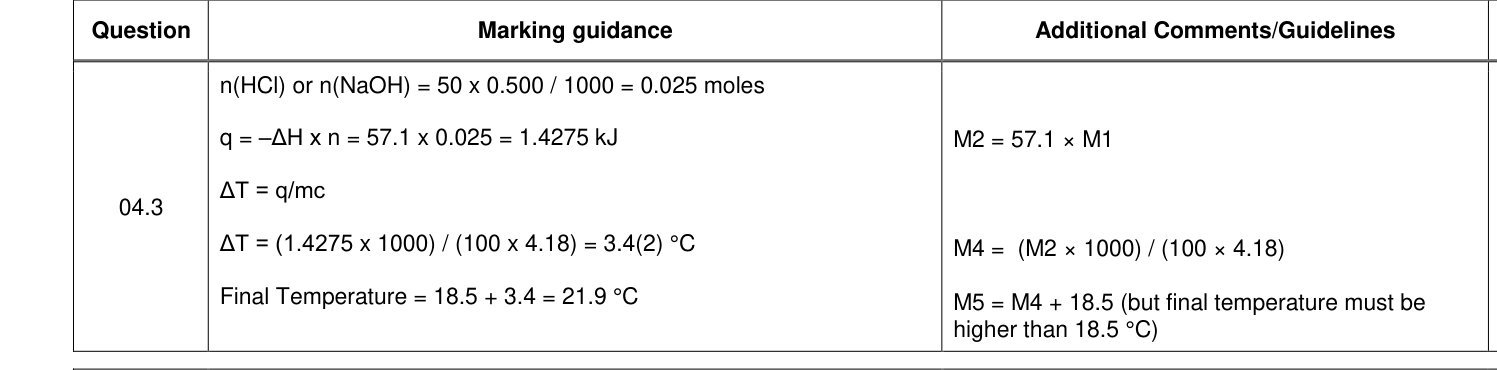 Question Marking guidance Additional Comments/Guidelines
04.3
n(HCl) or n(NaOH) = 50 x 0.500 / 1000 = 0.025 moles
q = –ΔH x n = 57.1 x 0.025 = 1.4275 kJ
M2 = 57.1 × M1
ΔT = q/mc
ΔT = (1.4275 x 1000) / (100 x 4.18) = 3.4(2) °C
M4 =  (M2 × 1000) / (100 × 4.18)
Final Temperature = 18.5 + 3.4 = 21.9 °C
M5 = M4 + 18.5 (but final temperature must be
higher than 18.5 °C)